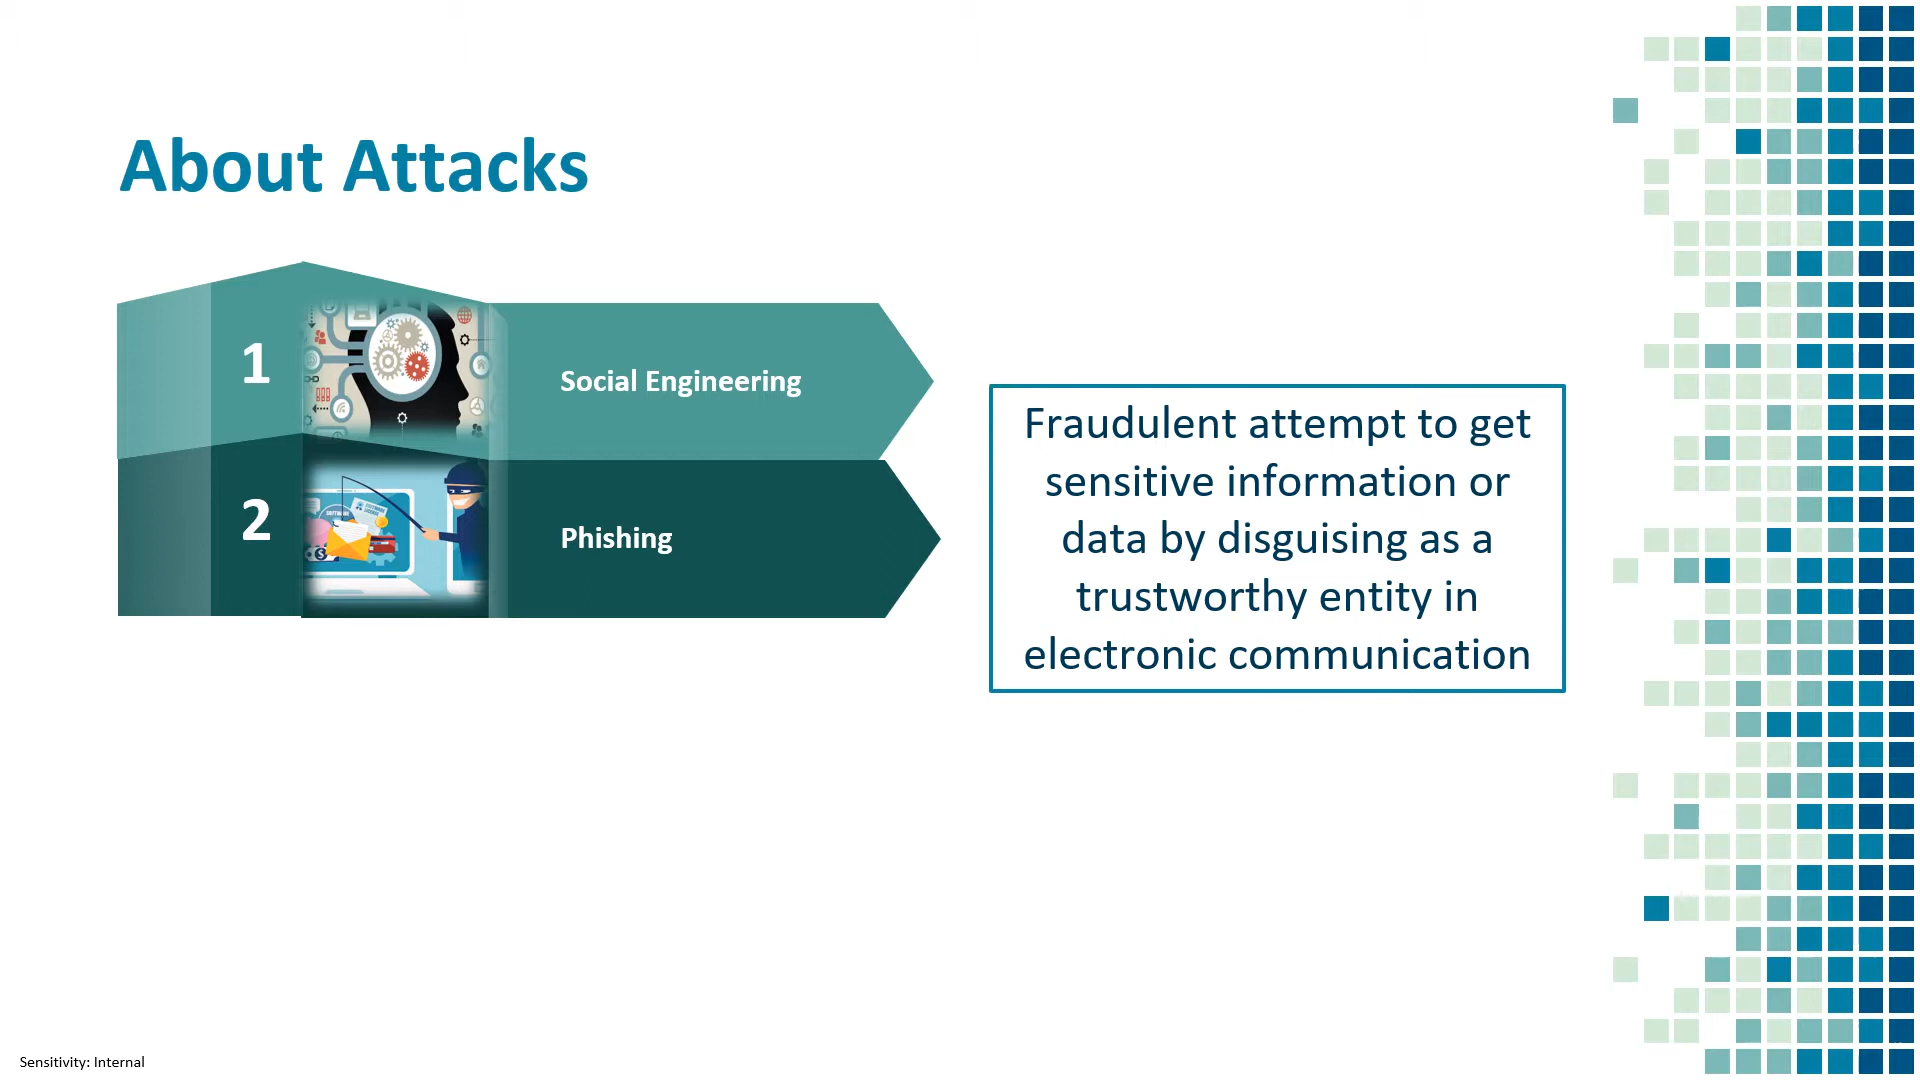 About Attacks
1
Social Engineering
2
Phishing
Fraudulent attempt to get
sensitive information or
data by disguising as a
trustworthy entity in
electronic communication
Sensitivity: Internal